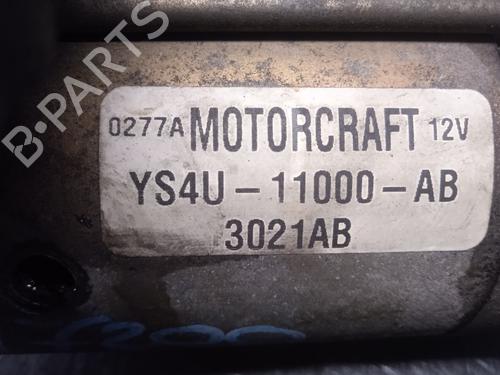 B-PARTS
0277A MOTORCRAFT 12V
YS4U-11000-AB
3021AB